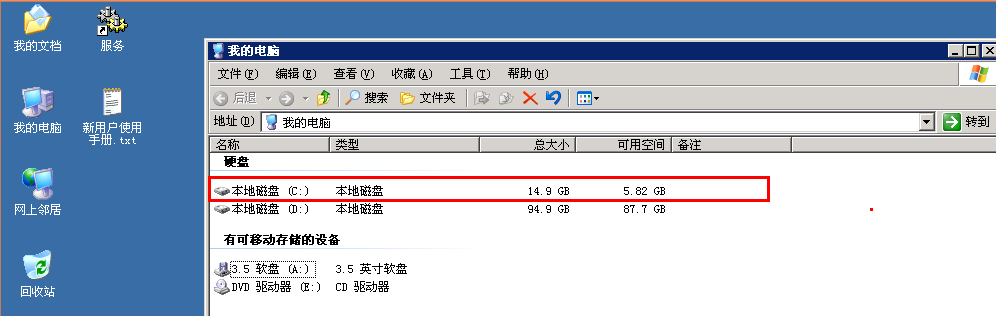 我的文档
服务
我的电脑
新用户使用
手册.txt
网上邻居
回收站
我的电脑
文件(F) 编辑(E) 查看(V) 收藏(A) 工具(T) 帮助(H)
后退 搜索 文件夹
地址(D) 我的电脑 转到
名称 类型 总大小 可用空间 备注
硬盘
本地磁盘 (C:) 本地磁盘 14.9 GB 5.82 GB
本地磁盘 (D:) 本地磁盘 94.9 GB 87.7 GB
有可移动存储的设备
3.5 软盘 (A:) 3.5 英寸软盘
DVD 驱动器 (E:) CD 驱动器